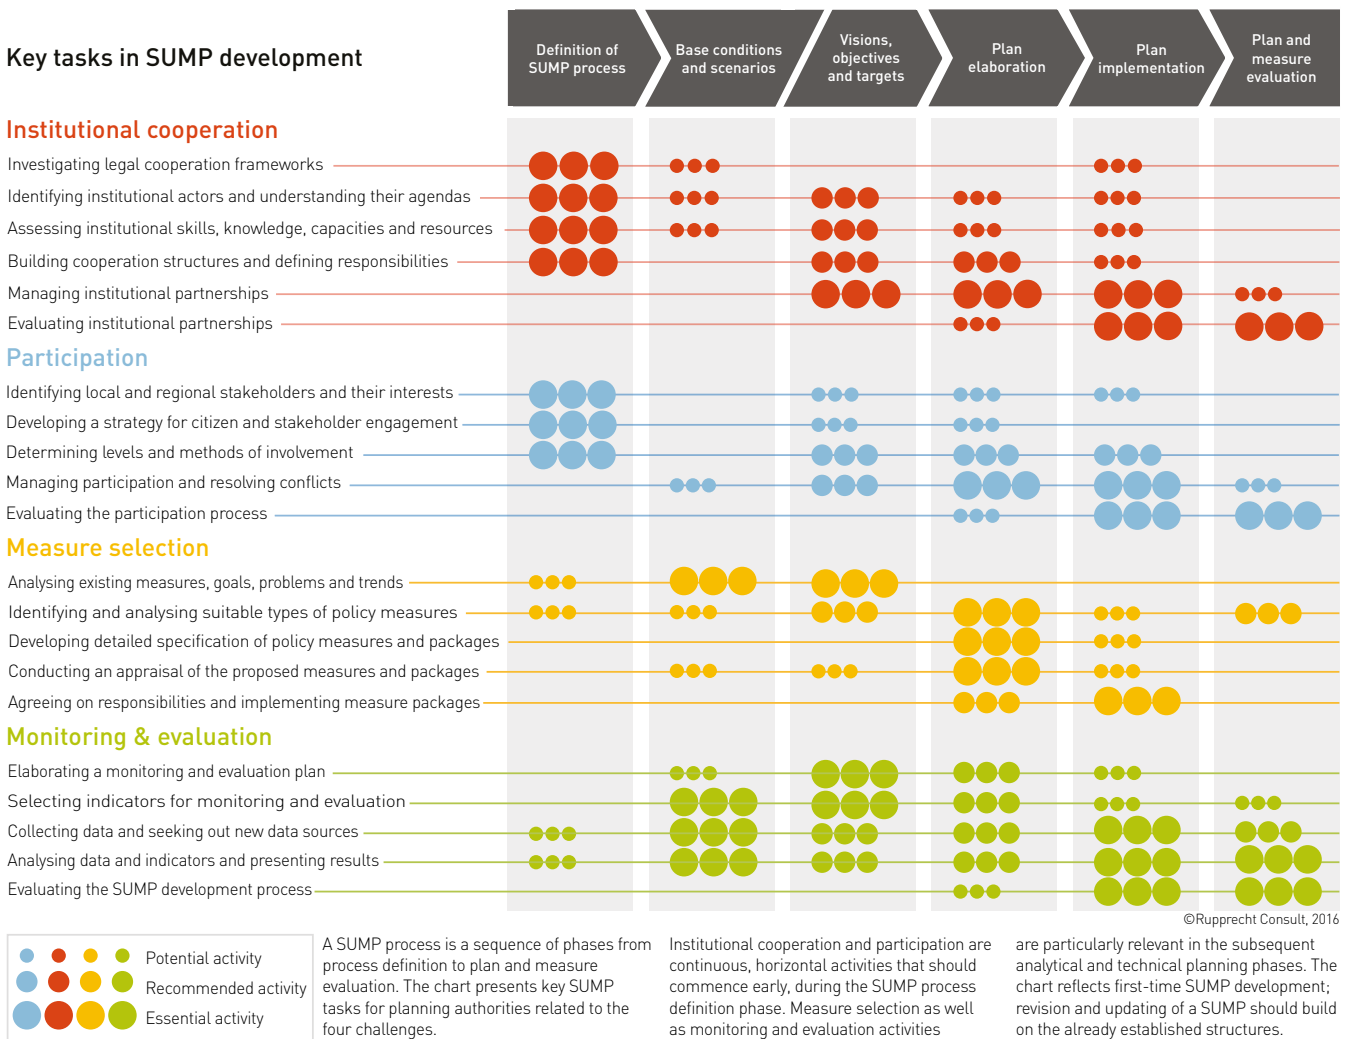 Key tasks in SUMP development
Definition of
SUMP process
Base conditions
and scenarios
Visions,
objectives
and targets
Plan
elaboration
Plan
implementation
Plan and
measure
evaluation
Institutional cooperation
Investigating legal cooperation frameworks
Identifying institutional actors and understanding their agendas
Assessing institutional skills, knowledge, capacities and resources
Building cooperation structures and defining responsibilities
Managing institutional partnerships
Evaluating institutional partnerships
Participation
Identifying local and regional stakeholders and their interests
Developing a strategy for citizen and stakeholder engagement
Determining levels and methods of involvement
Managing participation and resolving conflicts
Evaluating the participation process
Measure selection
Analysing existing measures, goals, problems and trends
Identifying and analysing suitable types of policy measures
Developing detailed specification of policy measures and packages
Conducting an appraisal of the proposed measures and packages
Agreeing on responsibilities and implementing measure packages
Monitoring & evaluation
Elaborating a monitoring and evaluation plan
Selecting indicators for monitoring and evaluation
Collecting data and seeking out new data sources
Analysing data and indicators and presenting results
Evaluating the SUMP development process
©Rupprecht Consult, 2016
Potential activity
Recommended activity
Essential activity
A SUMP process is a sequence of phases from
process definition to plan and measure
evaluation. The chart presents key SUMP
tasks for planning authorities related to the
four challenges.
Institutional cooperation and participation are
continuous, horizontal activities that should
commence early, during the SUMP process
definition phase. Measure selection as well
as monitoring and evaluation activities
are particularly relevant in the subsequent
analytical and technical planning phases. The
chart reflects first-time SUMP development;
revision and updating of a SUMP should build
on the already established structures.